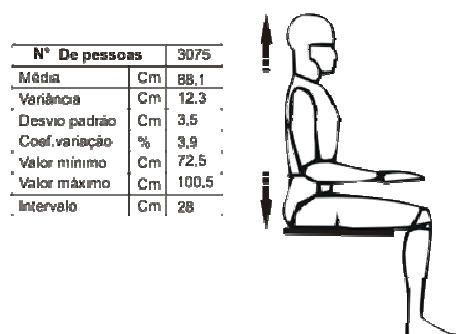 N° De pessoas 3075
Média Cm 88,1
Variância Cm 12.3
Desvio padrão Cm 3,5
Coef.variação % 3,9
Valor mínimo Cm 72,5
Valor máximo Cm 100,5
Intervalo Cm 28